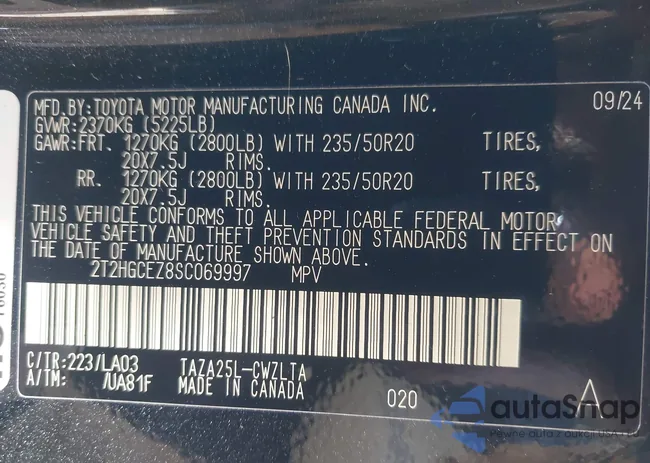 MFD.BY:TOYOTA MOTOR MANUFACTURING CANADA INC. 09/24
GVWR:2370KG (5225LB)
GAWR:FRT. 1270KG (2800LB) WITH 235/50R20 TIRES,
20X7.5J RIMS.
RR. 1270KG (2800LB) WITH 235/50R20 TIRES,
20X7.5J RIMS.
THIS VEHICLE CONFORMS TO ALL APPLICABLE FEDERAL MOTOR
VEHICLE SAFETY AND THEFT PREVENTION STANDARDS IN EFFECT ON
THE DATE OF MANUFACTURE SHOWN ABOVE.
2T2HGCEZ8SC069997 MPV
C/TR:223/LA03 TAZA25L-CWZLTA
A/TM: /UA81F MADE IN CANADA 020 A
autoSnap